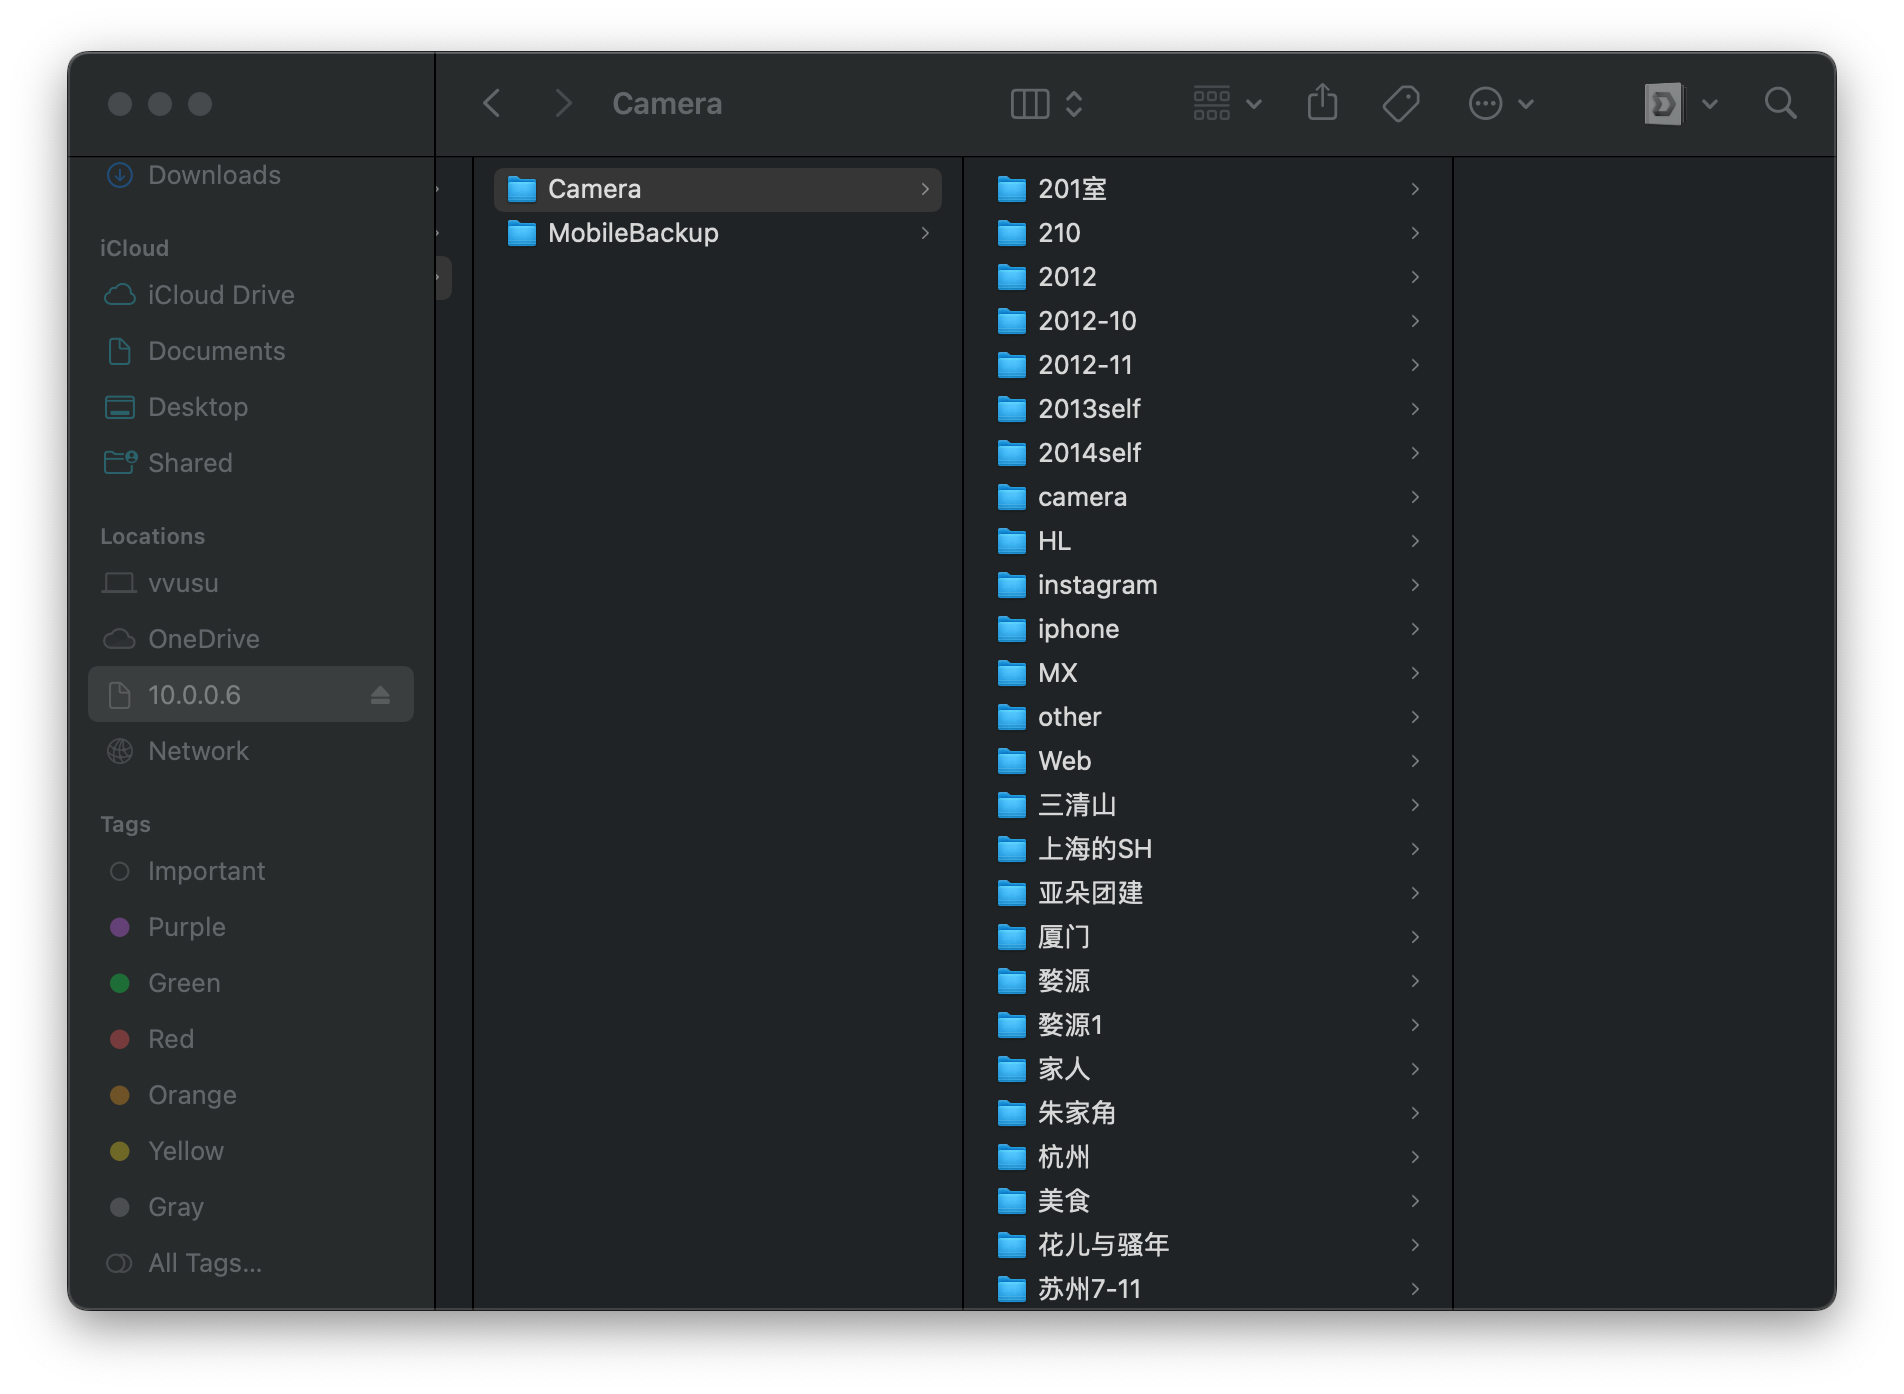 Camera
Downloads
iCloud
iCloud Drive
Documents
Desktop
Shared
Locations
vvusu
OneDrive
10.0.0.6
Network
Tags
Important
Purple
Green
Red
Orange
Yellow
Gray
All Tags...
Camera
MobileBackup
201室
210
2012
2012-10
2012-11
2013self
2014self
camera
HL
instagram
iphone
MX
other
Web
三清山
上海的SH
亚朵团建
厦门
婺源
婺源1
家人
朱家角
杭州
美食
花儿与骚年
苏州7-11